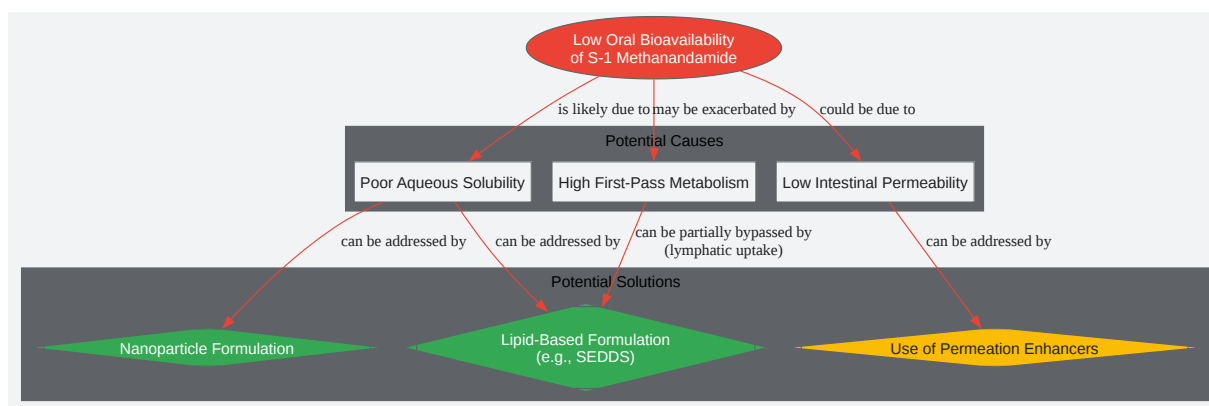 Low Oral Bioavailability
of S-1 Methanandamide
is likely due to
may be exacerbated by
could be due to
Potential Causes
Poor Aqueous Solubility
High First-Pass Metabolism
Low Intestinal Permeability
can be addressed by
can be addressed by
can be partially bypassed by
(lymphatic uptake)
can be addressed by
Potential Solutions
Nanoparticle Formulation
Lipid-Based Formulation
(e.g., SEDDS)
Use of Permeation Enhancers